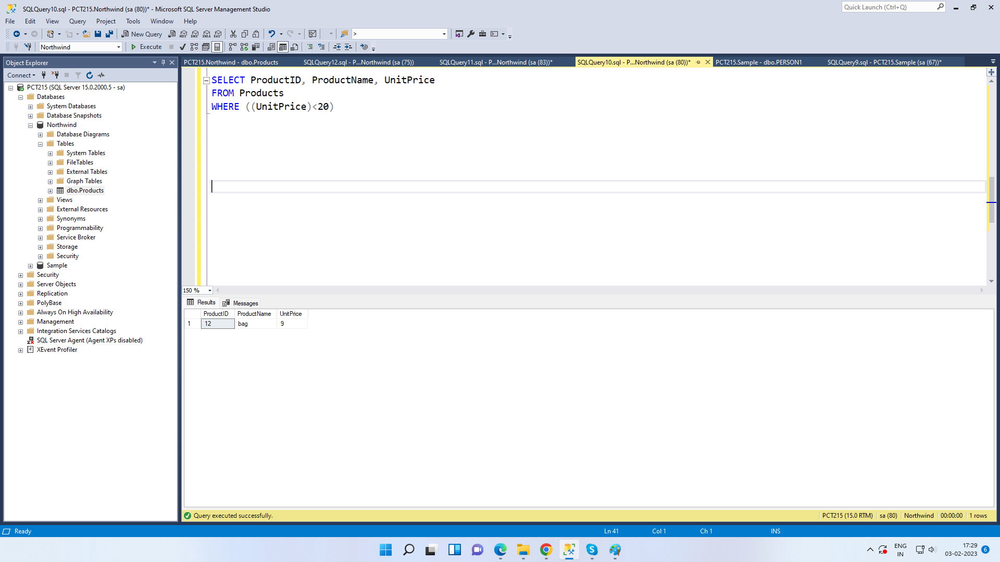 SQLQuery10.sql - PCT215.Northwind (sa (80))* - Microsoft SQL Server Management Studio
Quick Launch (Ctrl+Q)
File Edit View Query Project Tools Window Help
New Query MDX DMX XMLA DAX >
Northwind Execute
Object Explorer
Connect
PCT215 (SQL Server 15.0.2000.5 - sa)
Databases
System Databases
Database Snapshots
Northwind
Database Diagrams
Tables
System Tables
FileTables
External Tables
Graph Tables
dbo.Products
Views
External Resources
Synonyms
Programmability
Service Broker
Storage
Security
Sample
Security
Server Objects
Replication
PolyBase
Always On High Availability
Management
Integration Services Catalogs
SQL Server Agent (Agent XPs disabled)
XEvent Profiler
PCT215.Northwind - dbo.Products SQLQuery12.sql - P...Northwind (sa (75)) SQLQuery11.sql - P...Northwind (sa (83))* SQLQuery10.sql - P...Northwind (sa (80))* PCT215.Sample - dbo.PERSON1 SQLQuery9.sql - PCT215.Sample (sa (67))*
SELECT ProductID, ProductName, UnitPrice
FROM Products
WHERE ((UnitPrice)<20)
150 %
Results Messages
ProductID ProductName UnitPrice
1 12 bag 9
Query executed successfully. PCT215 (15.0 RTM) sa (80) Northwind 00:00:00 1 rows
Ready Ln 41 Col 1 Ch 1 INS
ENG 17:29
IN 03-02-2023 6